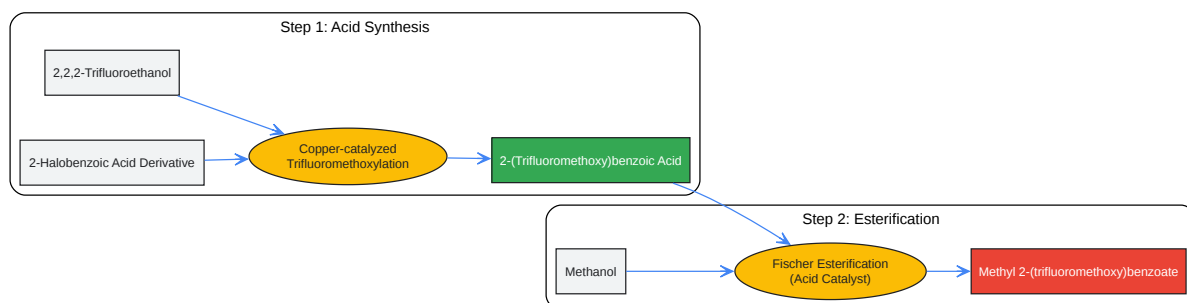 Step 1: Acid Synthesis
2,2,2-Trifluoroethanol
2-Halobenzoic Acid Derivative
Copper-catalyzed
Trifluoromethoxylation
2-(Trifluoromethoxy)benzoic Acid
Step 2: Esterification
Methanol
Fischer Esterification
(Acid Catalyst)
Methyl 2-(trifluoromethoxy)benzoate